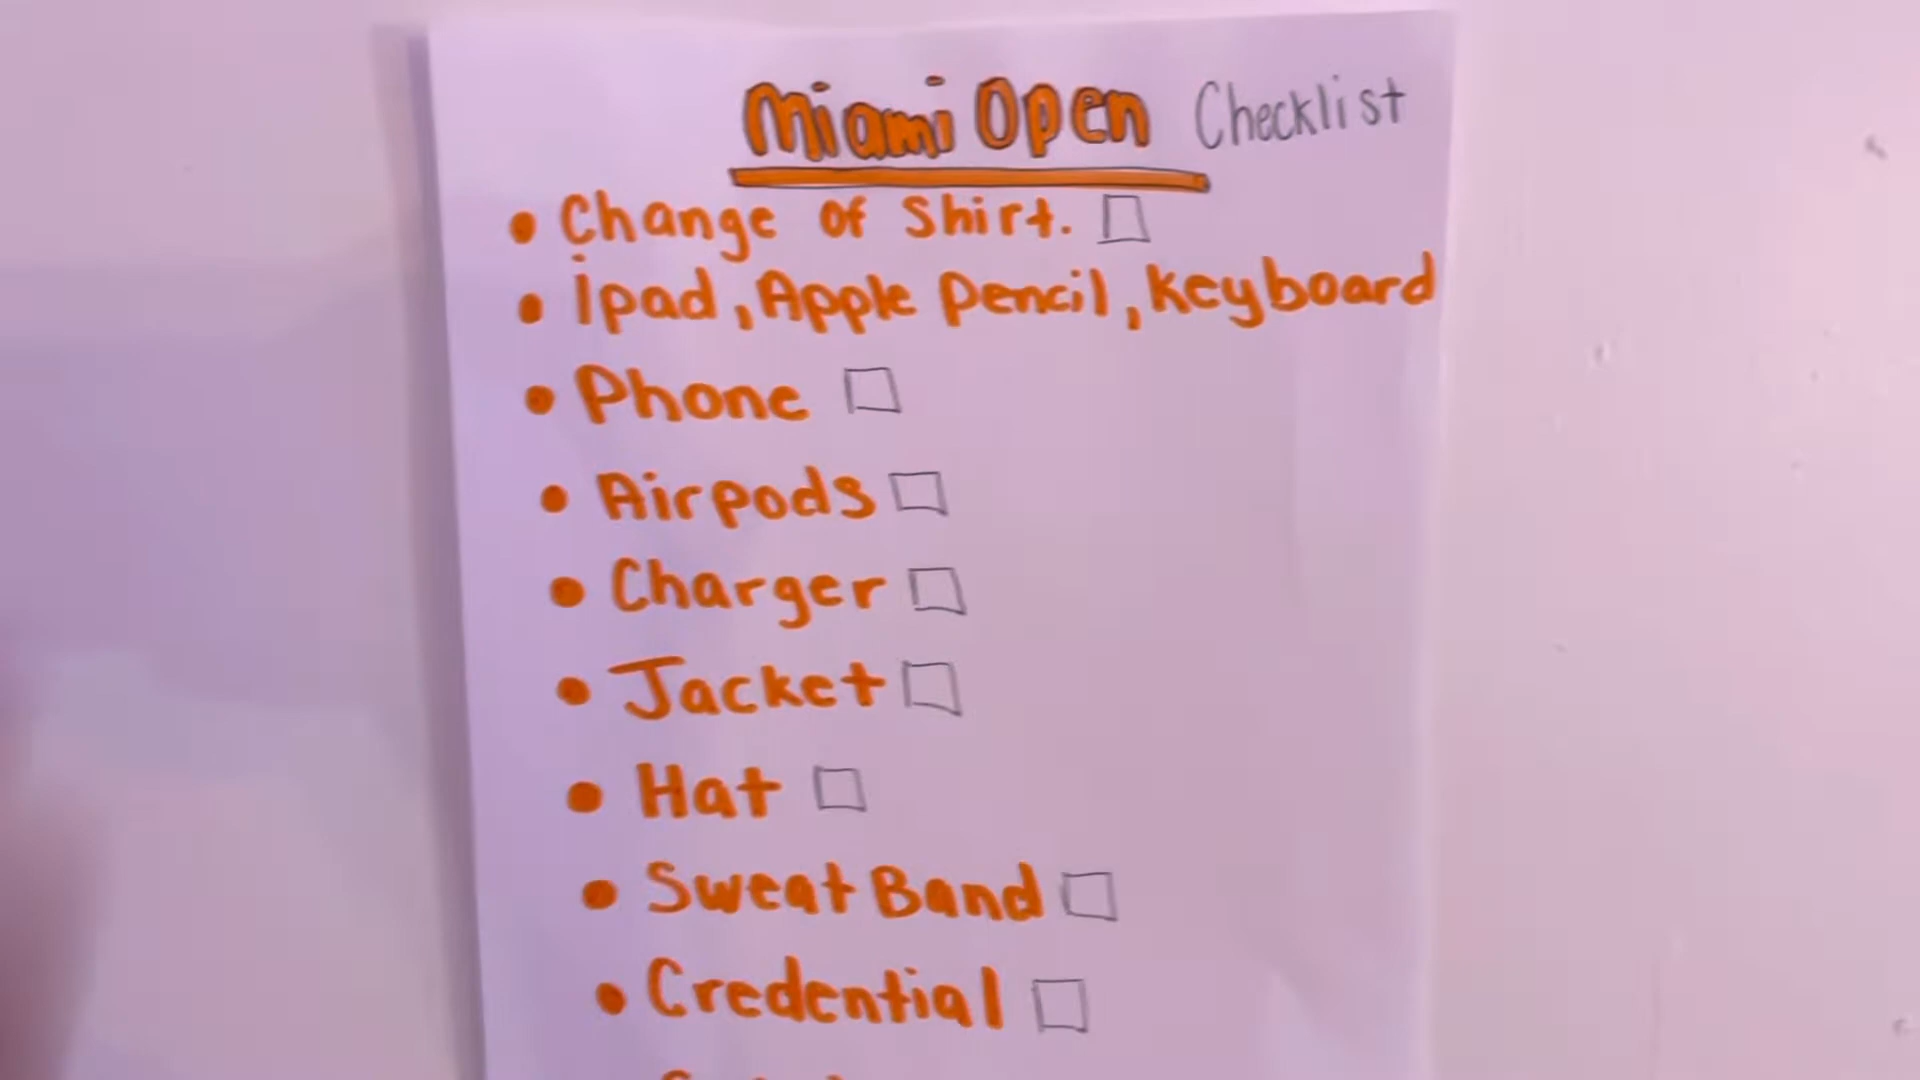 Miami Open Checklist
• Change of Shirt. ☐
• Ipad, Apple pencil, keyboard
• Phone ☐
• Airpods ☐
• Charger ☐
• Jacket ☐
• Hat ☐
• Sweat Band ☐
• Credential ☐